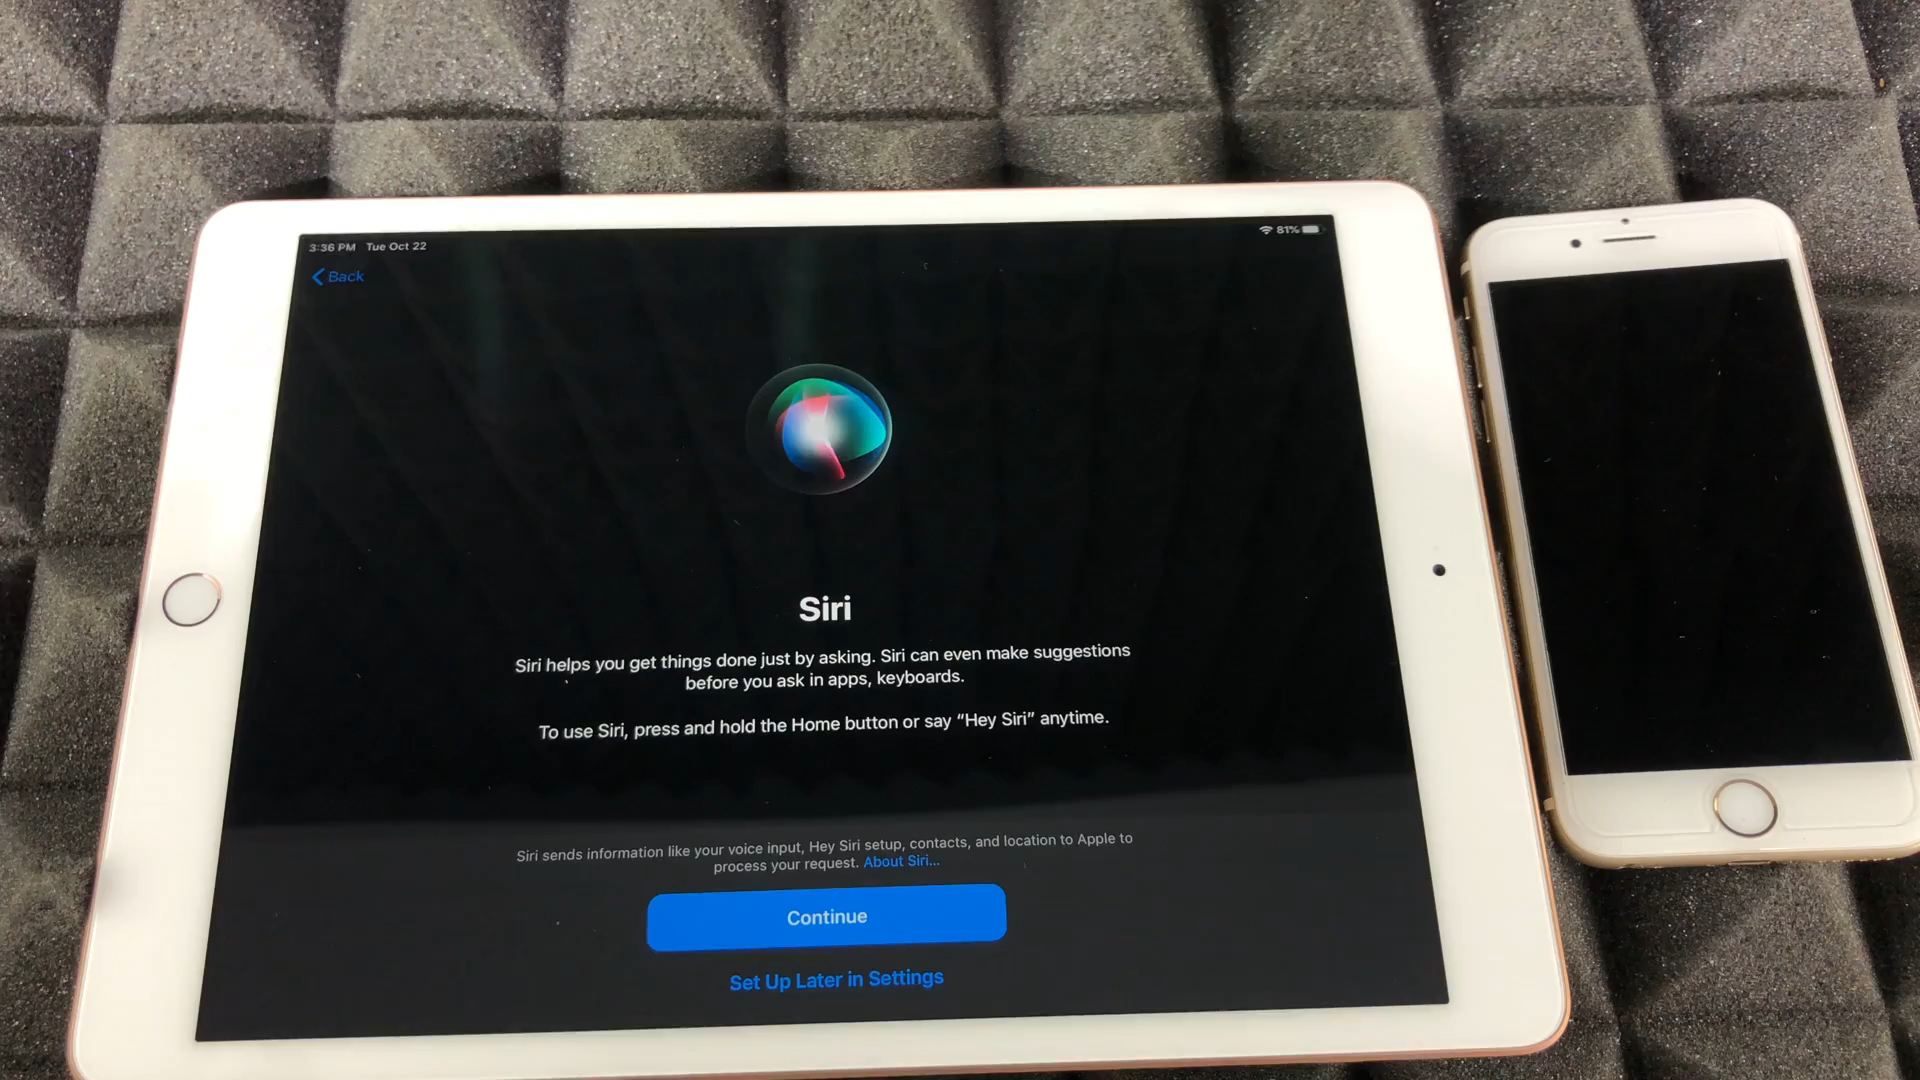 3:36 PM Tue Oct 22
81%
Back
Siri
Siri helps you get things done just by asking. Siri can even make suggestions
before you ask in apps, keyboards.
To use Siri, press and hold the Home button or say “Hey Siri” anytime.
Siri sends information like your voice input, Hey Siri setup, contacts, and location to Apple to
process your request. About Siri...
Continue
Set Up Later in Settings